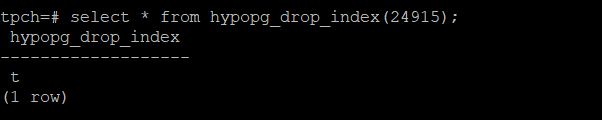 tpch=# select * from hypopg_drop_index(24915);
 hypopg_drop_index
-------------------
 t
(1 row)